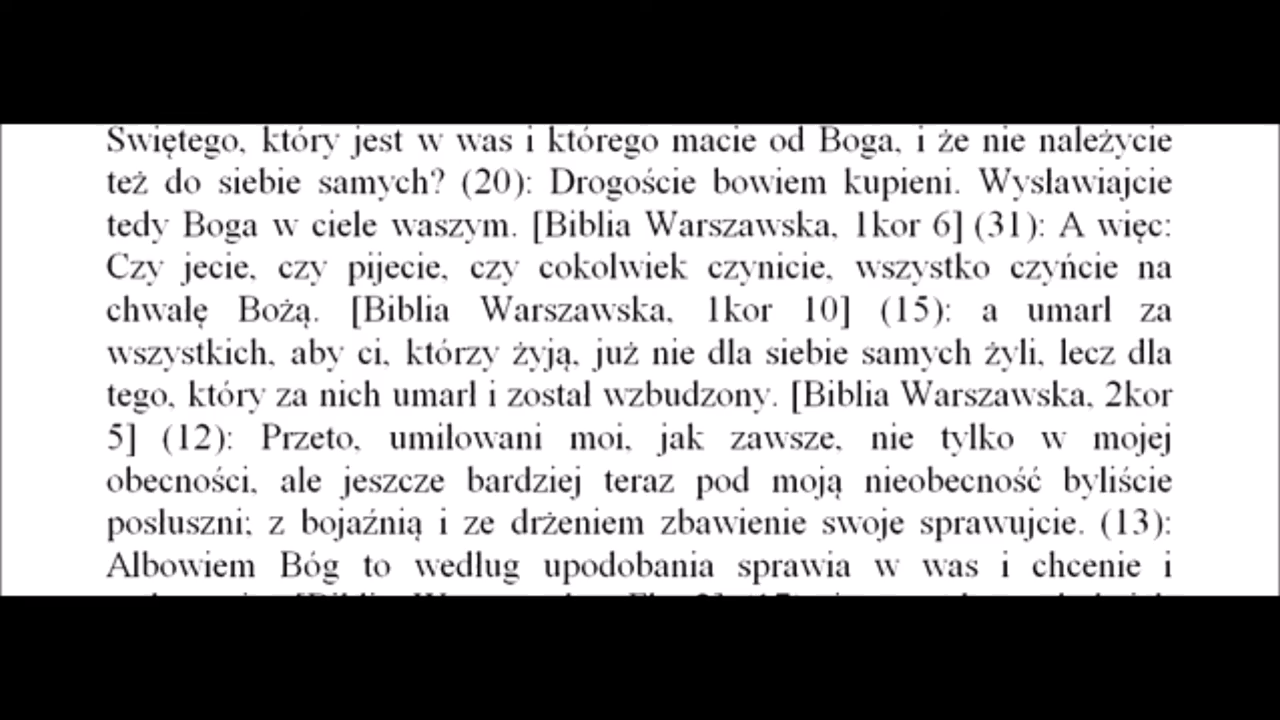 Świętego, który jest w was i którego macie od Boga, i że nie należycie
też do siebie samych? (20): Drogoście bowiem kupieni. Wysławiajcie
tedy Boga w ciele waszym. [Biblia Warszawska, 1kor 6] (31): A więc:
Czy jecie, czy pijecie, czy cokolwiek czynicie, wszystko czyńcie na
chwałę Bożą. [Biblia Warszawska, 1kor 10] (15): a umarł za
wszystkich, aby ci, którzy żyją, już nie dla siebie samych żyli, lecz dla
tego, który za nich umarł i został wzbudzony. [Biblia Warszawska, 2kor
5] (12): Przeto, umiłowani moi, jak zawsze, nie tylko w mojej
obecności, ale jeszcze bardziej teraz pod moją nieobecność byliście
posłuszni; z bojaźnią i ze drżeniem zbawienie swoje sprawujcie. (13):
Albowiem Bóg to według upodobania sprawia w was i chcenie i